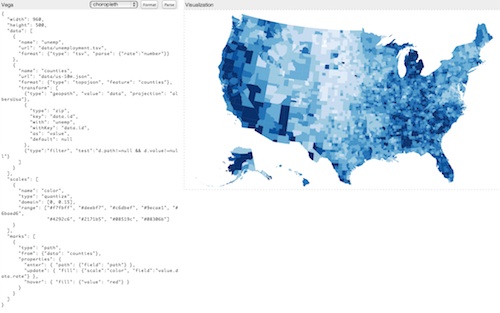 Vega
choropleth
Format
Parse
Visualization
{
"width": 960,
"height": 500,
"data": [
{
"name": "unemp",
"url": "data/unemployment.tsv",
"format": {"type": "tsv", "parse": {"rate":"number"}}
},
{
"name": "counties",
"url": "data/us-10m.json",
"format": {"type": "topojson", "feature": "counties"},
"transform": [
{"type": "geopath", "value": "data", "projection": "al
bersUsa"},
{
"type": "zip",
"key": "data.id",
"with": "unemp",
"withKey": "data.id",
"as": "value",
"default": null
},
{"type":"filter", "test":"d.path!=null && d.value!=nul
l"}
]
}
],
"scales": [
{
"name": "color",
"type": "quantize",
"domain": [0, 0.15],
"range": ["#f7fbff", "#deebf7", "#c6dbef", "#9ecae1", "#
6baed6",
"#4292c6", "#2171b5", "#08519c", "#08306b"]
}
],
"marks": [
{
"type": "path",
"from": {"data": "counties"},
"properties": {
"enter": { "path": {"field": "path"} },
"update": { "fill": {"scale":"color", "field":"value.d
ata.rate"} },
"hover": { "fill": {"value": "red"} }
}
}
]
}